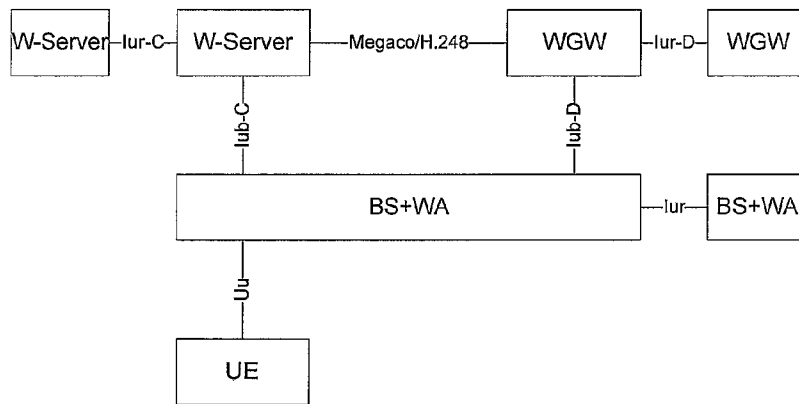 W-Server Iur-C W-Server Megaco/H.248 WGW Iur-D WGW
Iub-C Iub-D
BS+WA Iur BS+WA
Uu
UE